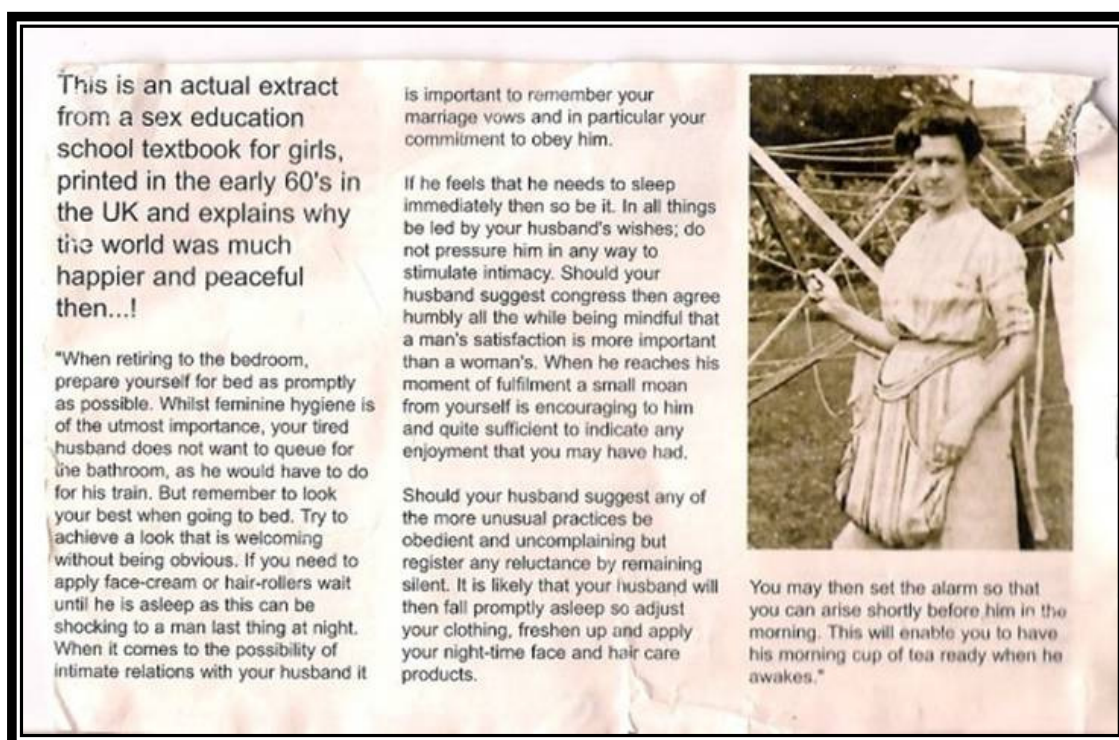 This is an actual extract
from a sex education
school textbook for girls,
printed in the early 60's in
the UK and explains why
the world was much
happier and peaceful
then...!
"When retiring to the bedroom,
prepare yourself for bed as promptly
as possible. Whilst feminine hygiene is
of the utmost importance, your tired
husband does not want to queue for
the bathroom, as he would have to do
for his train. But remember to look
your best when going to bed. Try to
achieve a look that is welcoming
without being obvious. If you need to
apply face-cream or hair-rollers wait
until he is asleep as this can be
shocking to a man last thing at night.
When it comes to the possibility of
intimate relations with your husband it
is important to remember your
marriage vows and in particular your
commitment to obey him.
If he feels that he needs to sleep
immediately then so be it. In all things
be led by your husband's wishes; do
not pressure him in any way to
stimulate intimacy. Should your
husband suggest congress then agree
humbly all the while being mindful that
a man's satisfaction is more important
than a woman's. When he reaches his
moment of fulfilment a small moan
from yourself is encouraging to him
and quite sufficient to indicate any
enjoyment that you may have had.
Should your husband suggest any of
the more unusual practices be
obedient and uncomplaining but
register any reluctance by remaining
silent. It is likely that your husband will
then fall promptly asleep so adjust
your clothing, freshen up and apply
your night-time face and hair care
products.
You may then set the alarm so that
you can arise shortly before him in the
morning. This will enable you to have
his morning cup of tea ready when he
awakes."